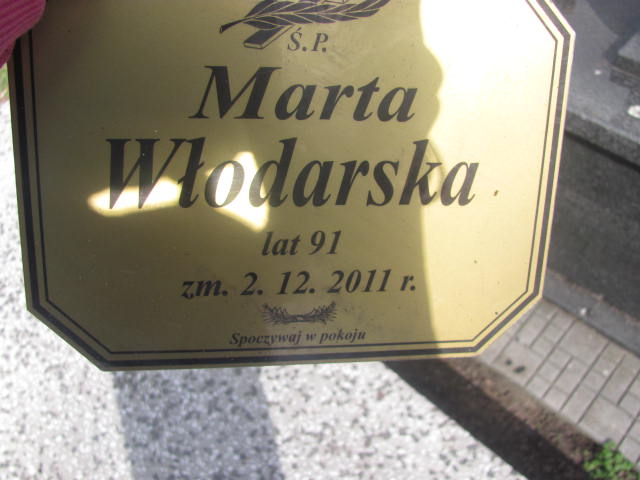 Ś.P.
Marta
Włodarska
lat 91
zm. 2. 12. 2011 r.
Spoczywaj w pokoju